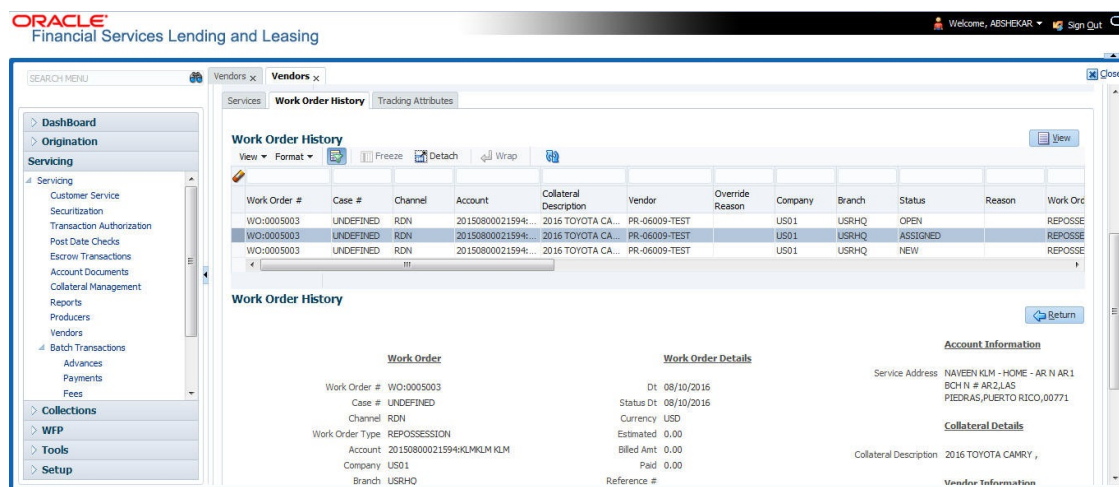 ORACLE
Financial Services Lending and Leasing
Welcome, ABSHEKAR
Sign Out
SEARCH MENU
Vendors x
Vendors x
Close
Services
Work Order History
Tracking Attributes
DashBoard
Origination
Servicing
Servicing
Customer Service
Securitization
Transaction Authorization
Post Date Checks
Escrow Transactions
Account Documents
Collateral Management
Reports
Producers
Vendors
Batch Transactions
Advances
Payments
Fees
Collections
WFP
Tools
Setup
Work Order History
View
View Format Freeze Detach Wrap
Work Order # Case # Channel Account Collateral Description Vendor Override Reason Company Branch Status Reason Work Ord
WO:0005003 UNDEFINED RDN 20150800021594:... 2016 TOYOTA CA... PR-06009-TEST US01 USRHQ OPEN REPOSSE
WO:0005003 UNDEFINED RDN 20150800021594:... 2016 TOYOTA CA... PR-06009-TEST US01 USRHQ ASSIGNED REPOSSE
WO:0005003 UNDEFINED RDN 20150800021594:... 2016 TOYOTA CA... PR-06009-TEST US01 USRHQ NEW REPOSSE
Work Order History
Return
Work Order
Work Order # WO:0005003
Case # UNDEFINED
Channel RDN
Work Order Type REPOSSESSION
Account 20150800021594:KLMKLM KLM
Company US01
Branch USRHQ
Work Order Details
Dt 08/10/2016
Status Dt 08/10/2016
Currency USD
Estimated 0.00
Billed Amt 0.00
Paid 0.00
Reference #
Account Information
Service Address NAVEEN KLM - HOME - AR N AR1
BCH N # AR2,LAS
PIEDRAS,PUERTO RICO,00771
Collateral Details
Collateral Description 2016 TOYOTA CAMRY ,
Vendor Information